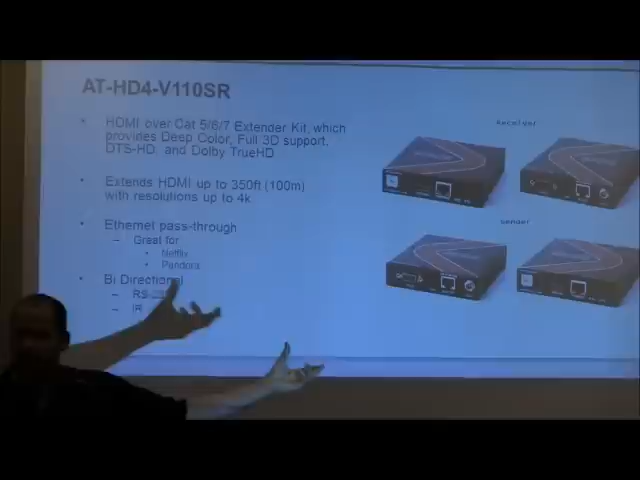 AT-HD4-V110SR
HDMI over Cat 5/6/7 Extender Kit, which
provides Deep Color, Full 3D support,
DTS-HD, and Dolby TrueHD
Extends HDMI up to 350ft (100m)
with resolutions up to 4k
Ethernet pass-through
– Great for
Netflix
Pandora
Bi Directional
– RS-232
– IR
Receiver
Sender